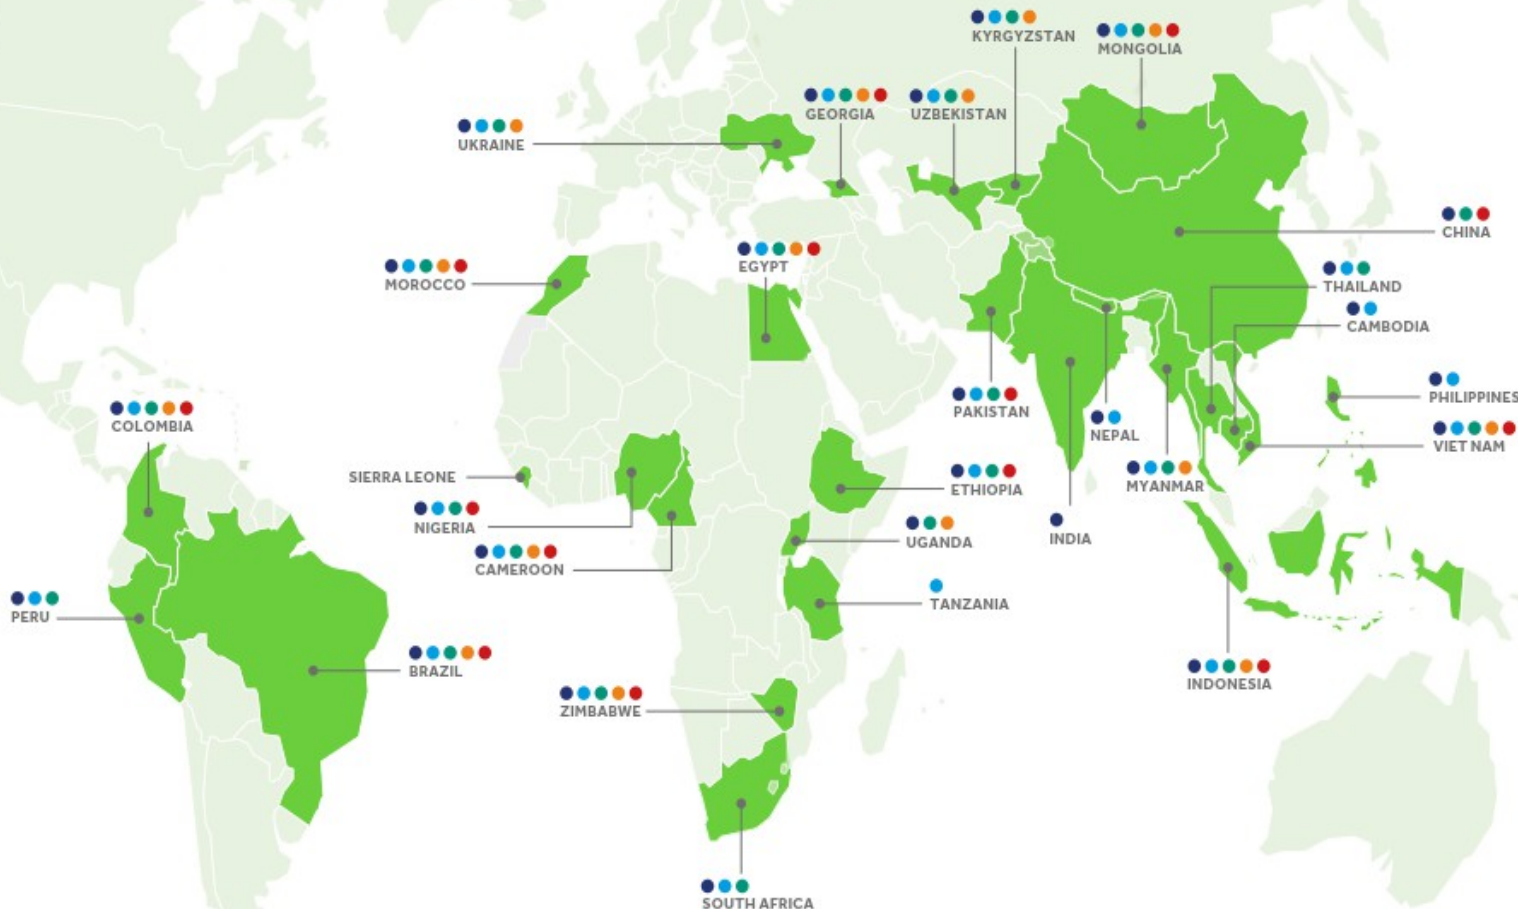 KYRGYZSTAN
MONGOLIA
GEORGIA
UZBEKISTAN
UKRAINE
CHINA
EGYPT
MOROCCO
THAILAND
CAMBODIA
PHILIPPINES
PAKISTAN
COLOMBIA
NEPAL
VIET NAM
SIERRA LEONE
MYANMAR
ETHIOPIA
NIGERIA
UGANDA
INDIA
CAMEROON
TANZANIA
PERU
BRAZIL
INDONESIA
ZIMBABWE
SOUTH AFRICA